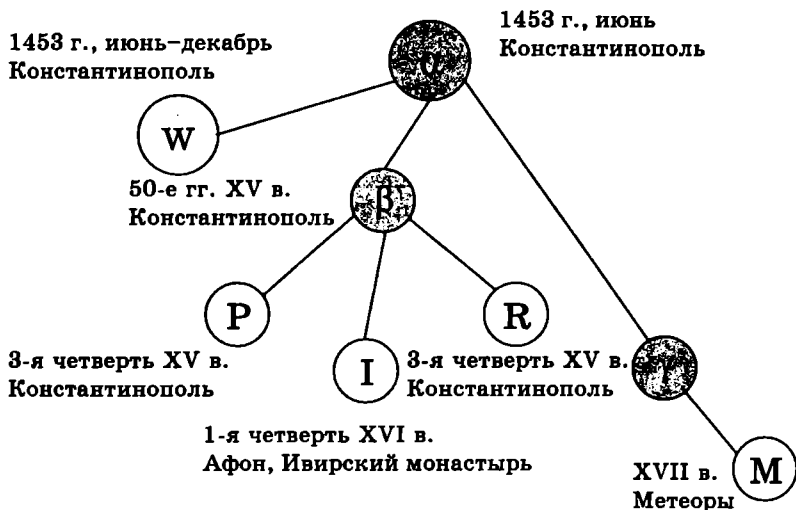 1453 г., июнь–декабрь
Константинополь
1453 г., июнь
Константинополь
α
W
50-е гг. XV в.
Константинополь
β
P
3-я четверть XV в.
Константинополь
I
1-я четверть XVI в.
Афон, Ивирский монастырь
R
3-я четверть XV в.
Константинополь
γ
XVII в.
Метеоры
M